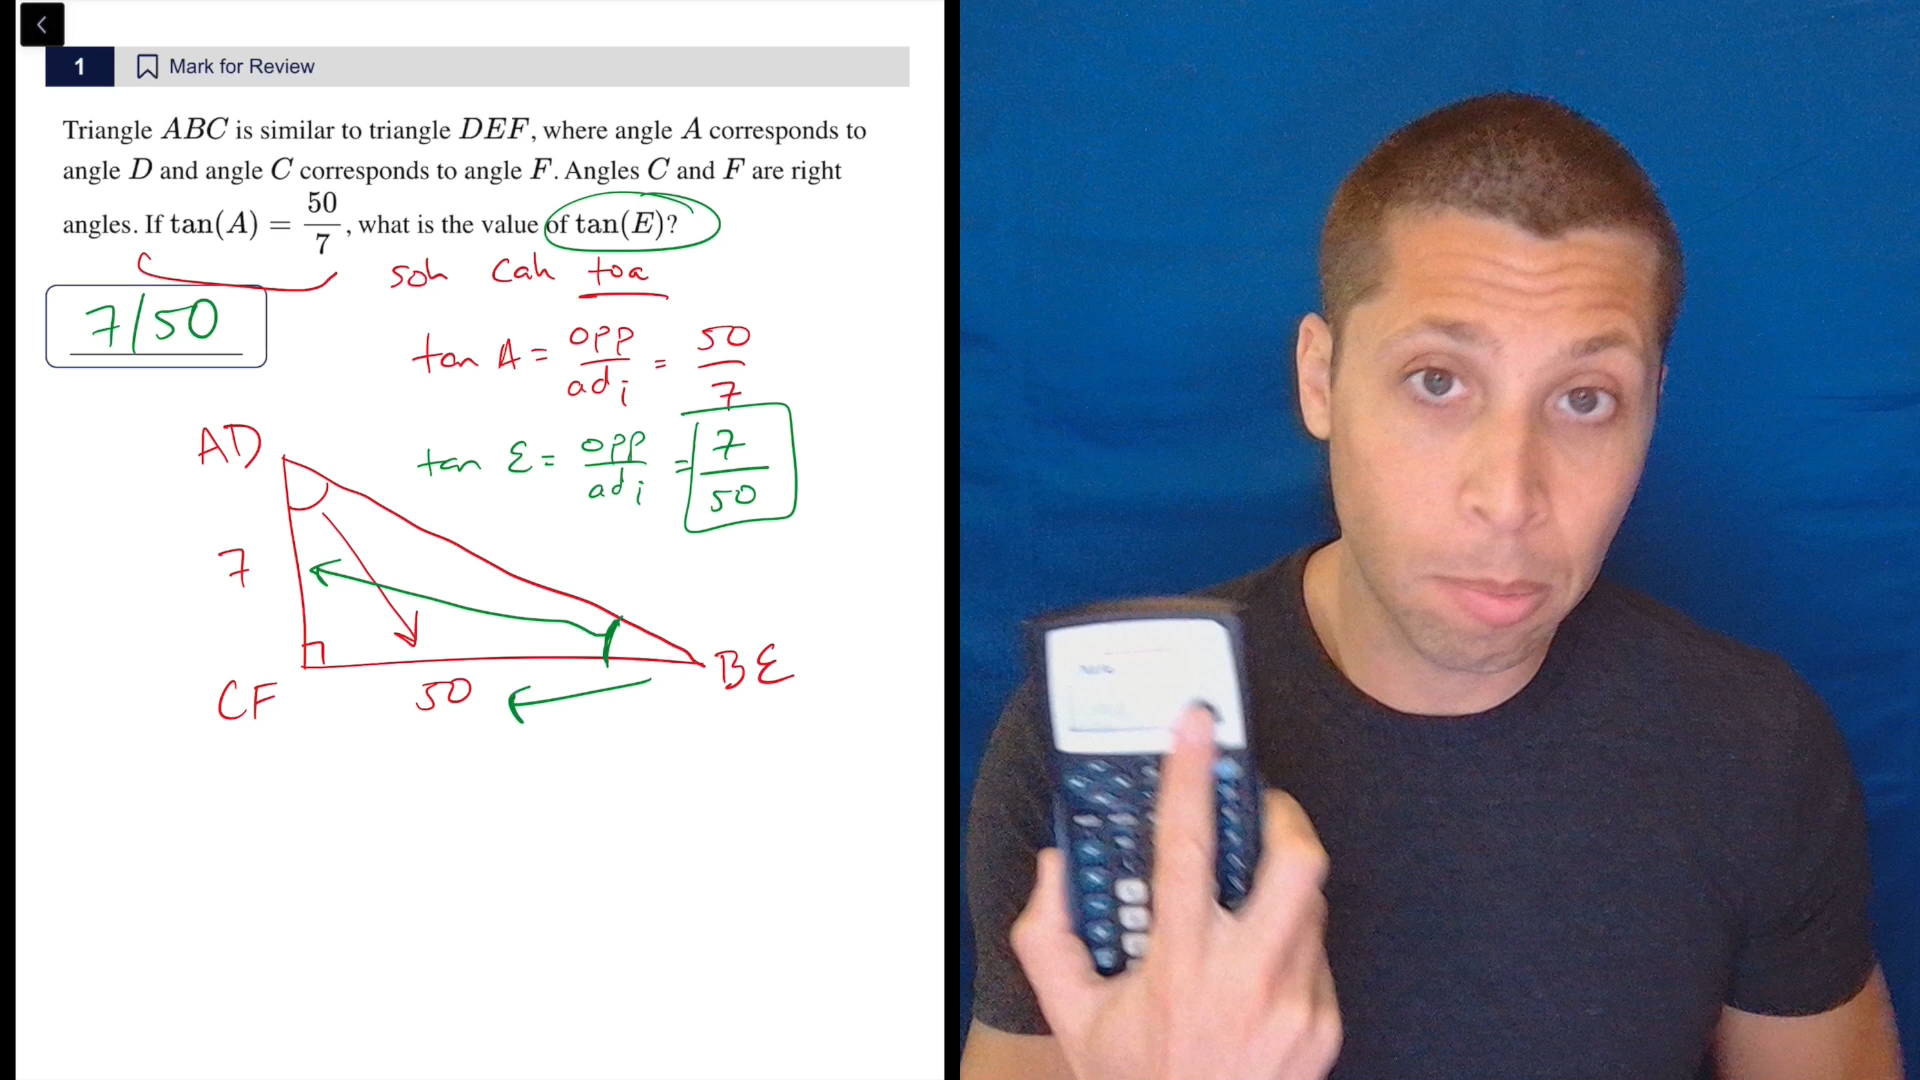 1 Mark for Review
Triangle ABC is similar to triangle DEF, where angle A corresponds to
angle D and angle C corresponds to angle F. Angles C and F are right
angles. If tan(A) = 50/7, what is the value of tan(E)?
soh cah toa
7/50
tan A = opp/adj = 50/7
tan E = opp/adj = 7/50
AD
7
CF
50
BE